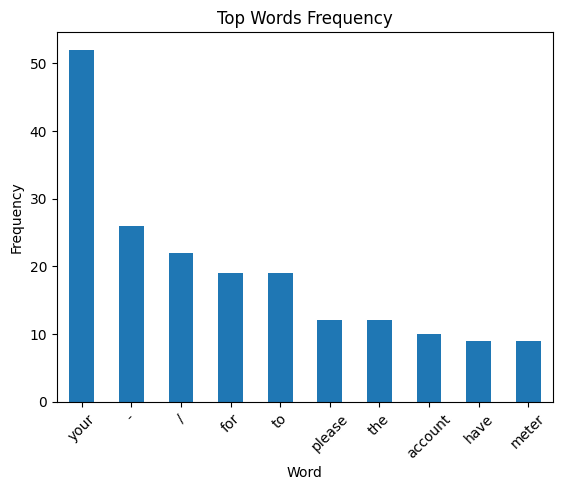 Top Words Frequency
Frequency
50
40
30
20
10
0
your
-
/
for
to
please
the
account
have
meter
Word